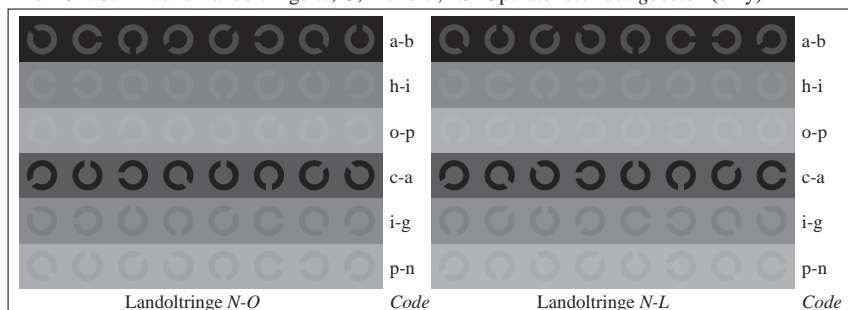 a-b a-b
h-i h-i
o-p o-p
c-a c-a
i-g i-g
p-n p-n
Landoltringe N-O Code Landoltringe N-L Code